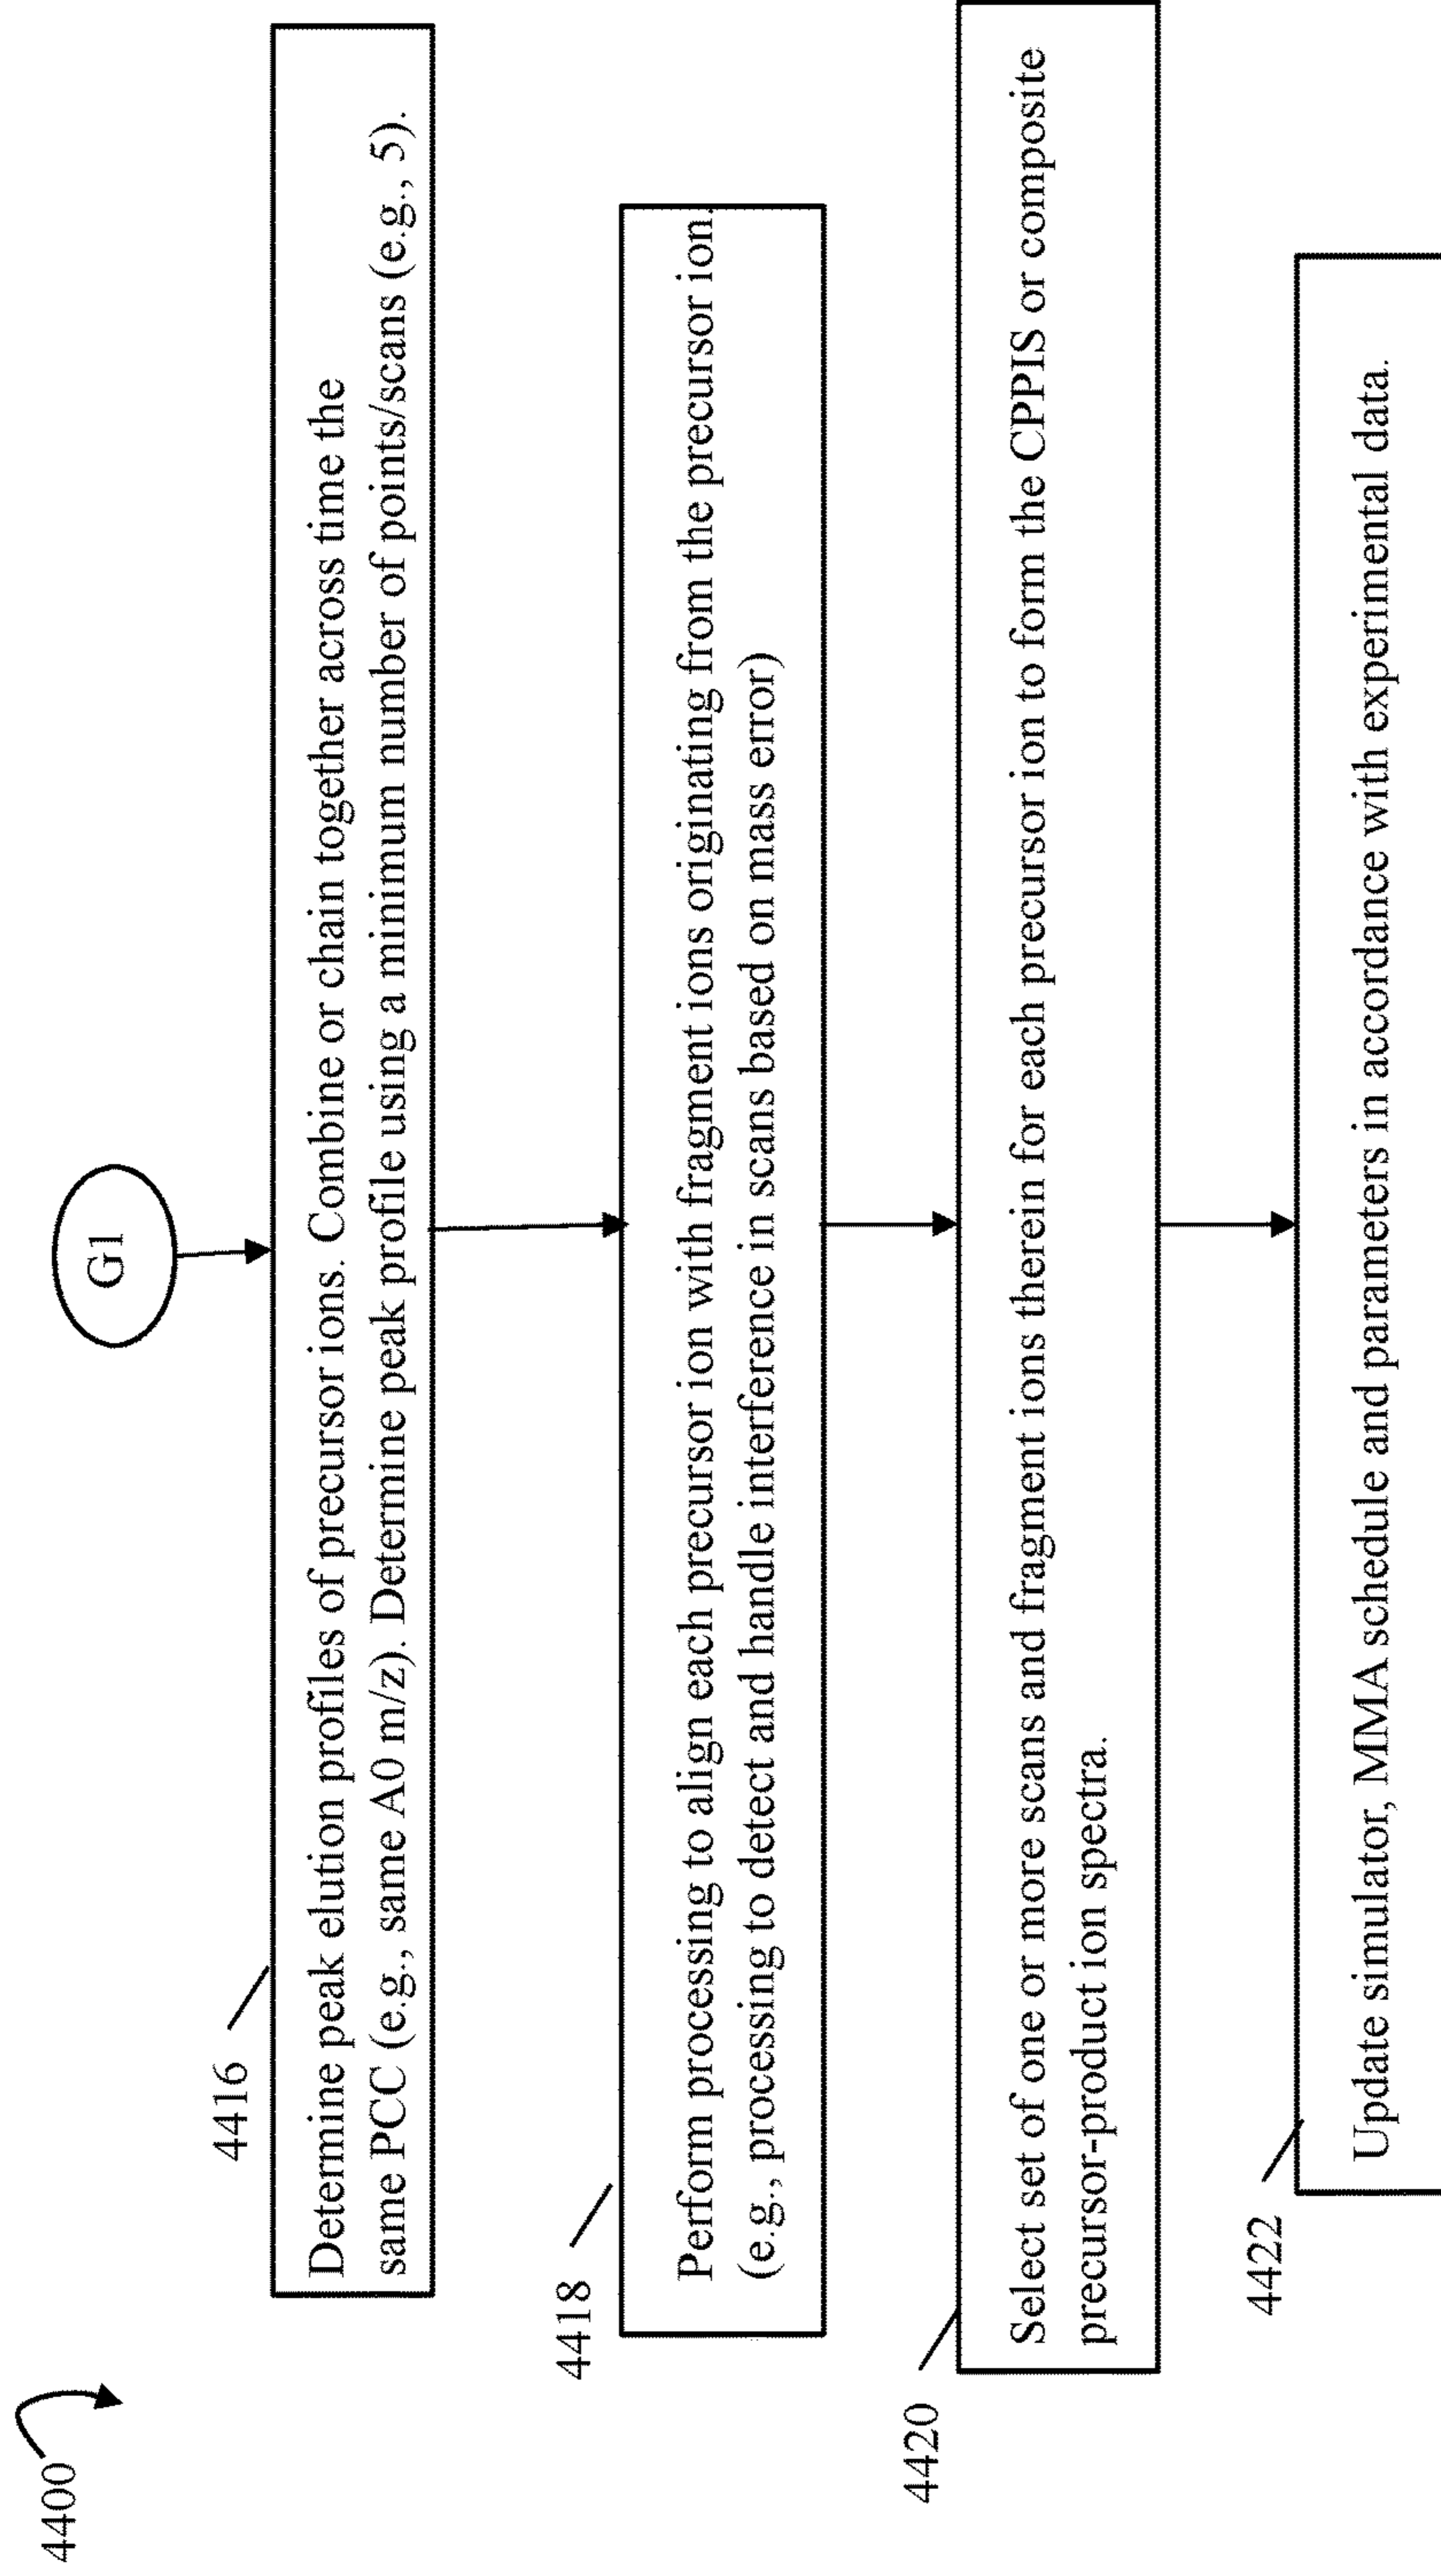 4400
G1
4416
Determine peak elution profiles of precursor ions. Combine or chain together across time the
same PCC (e.g., same A0 m/z). Determine peak profile using a minimum number of points/scans (e.g., 5).
4418
Perform processing to align each precursor ion with fragment ions originating from the precursor ion.
(e.g., processing to detect and handle interference in scans based on mass error)
4420
Select set of one or more scans and fragment ions therein for each precursor ion to form the CPPIS or composite
precursor-product ion spectra.
4422
Update simulator, MMA schedule and parameters in accordance with experimental data.